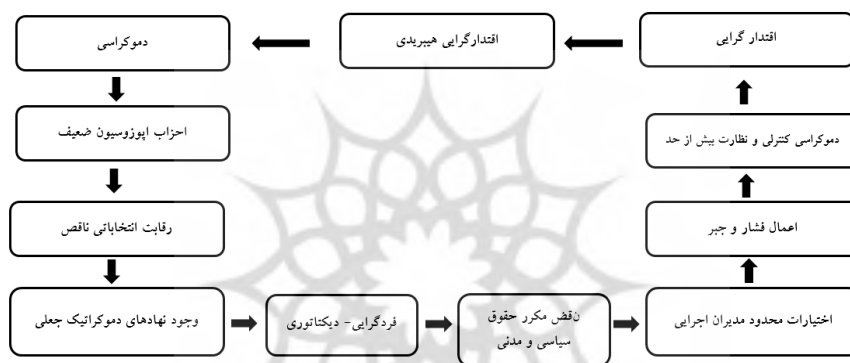 اقتدار گرایی
اقتدارگرایی هیبریدی
دموکراسی
احزاب اپوزوسیون ضعیف
دموکراسی کنترلی و نظارت بیش از حد
رقابت انتخاباتی ناقص
اعمال فشار و جبر
وجود نهادهای دموکراتیک جعلی
فردگرایی- دیکتاتوری
نقض مکرر حقوق
سیاسی و مدنی
اختیارات محدود مدیران اجرایی